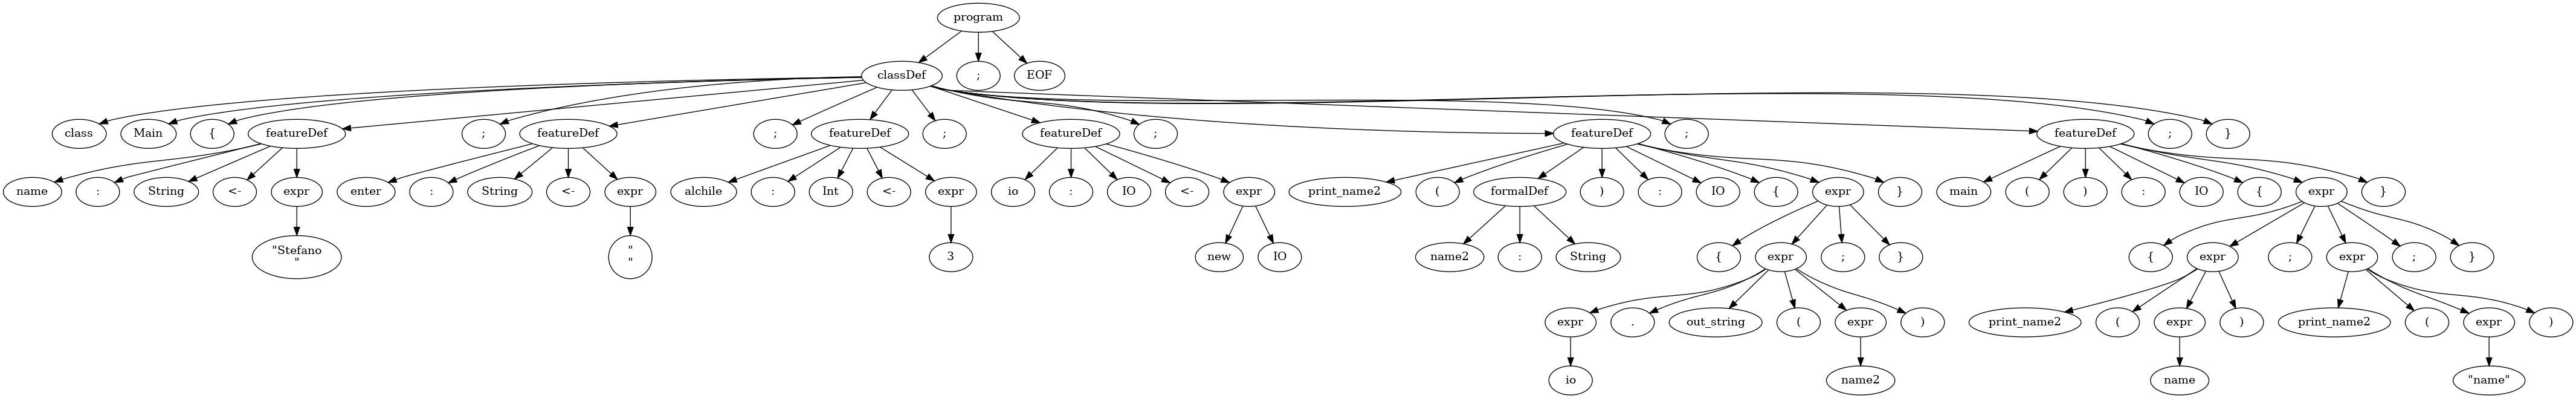 program
classDef ; EOF
class Main { featureDef ; featureDef ; featureDef ; featureDef ; featureDef ; featureDef ; }
name : String <- expr enter : String <- expr alchile : Int <- expr io : IO <- expr print_name2 ( formalDef ) : IO { expr } main ( ) : IO { expr }
"Stefano
" "
" 3 new IO name2 : String { expr ; } { expr ; expr ; }
expr . out_string ( expr ) print_name2 ( expr ) print_name2 ( expr )
io name2 name "name"